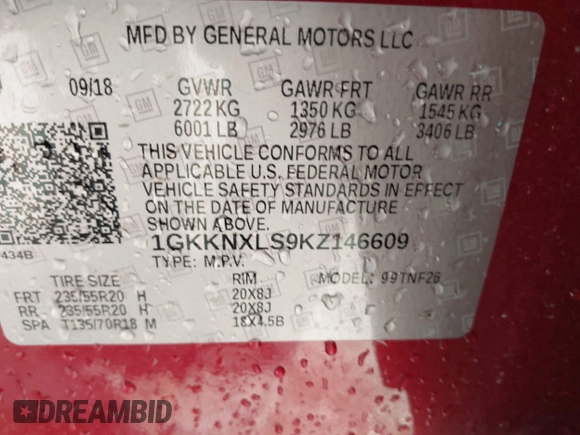 MFD BY GENERAL MOTORS LLC
09/18 GVWR GAWR FRT GAWR RR
2722 KG 1350 KG 1545 KG
6001 LB 2976 LB 3406 LB
THIS VEHICLE CONFORMS TO ALL
APPLICABLE U.S. FEDERAL MOTOR
VEHICLE SAFETY STANDARDS IN EFFECT
ON THE DATE OF MANUFACTURE
SHOWN ABOVE.
434B 1GKKNXLS9KZ146609
TYPE: M.P.V. MODEL: 99TNF26
TIRE SIZE RIM
FRT 235/55R20 H 20X8J
RR 235/55R20 H 20X8J
SPA T135/70R18 M 18X4.5B
GM
DREAMBID